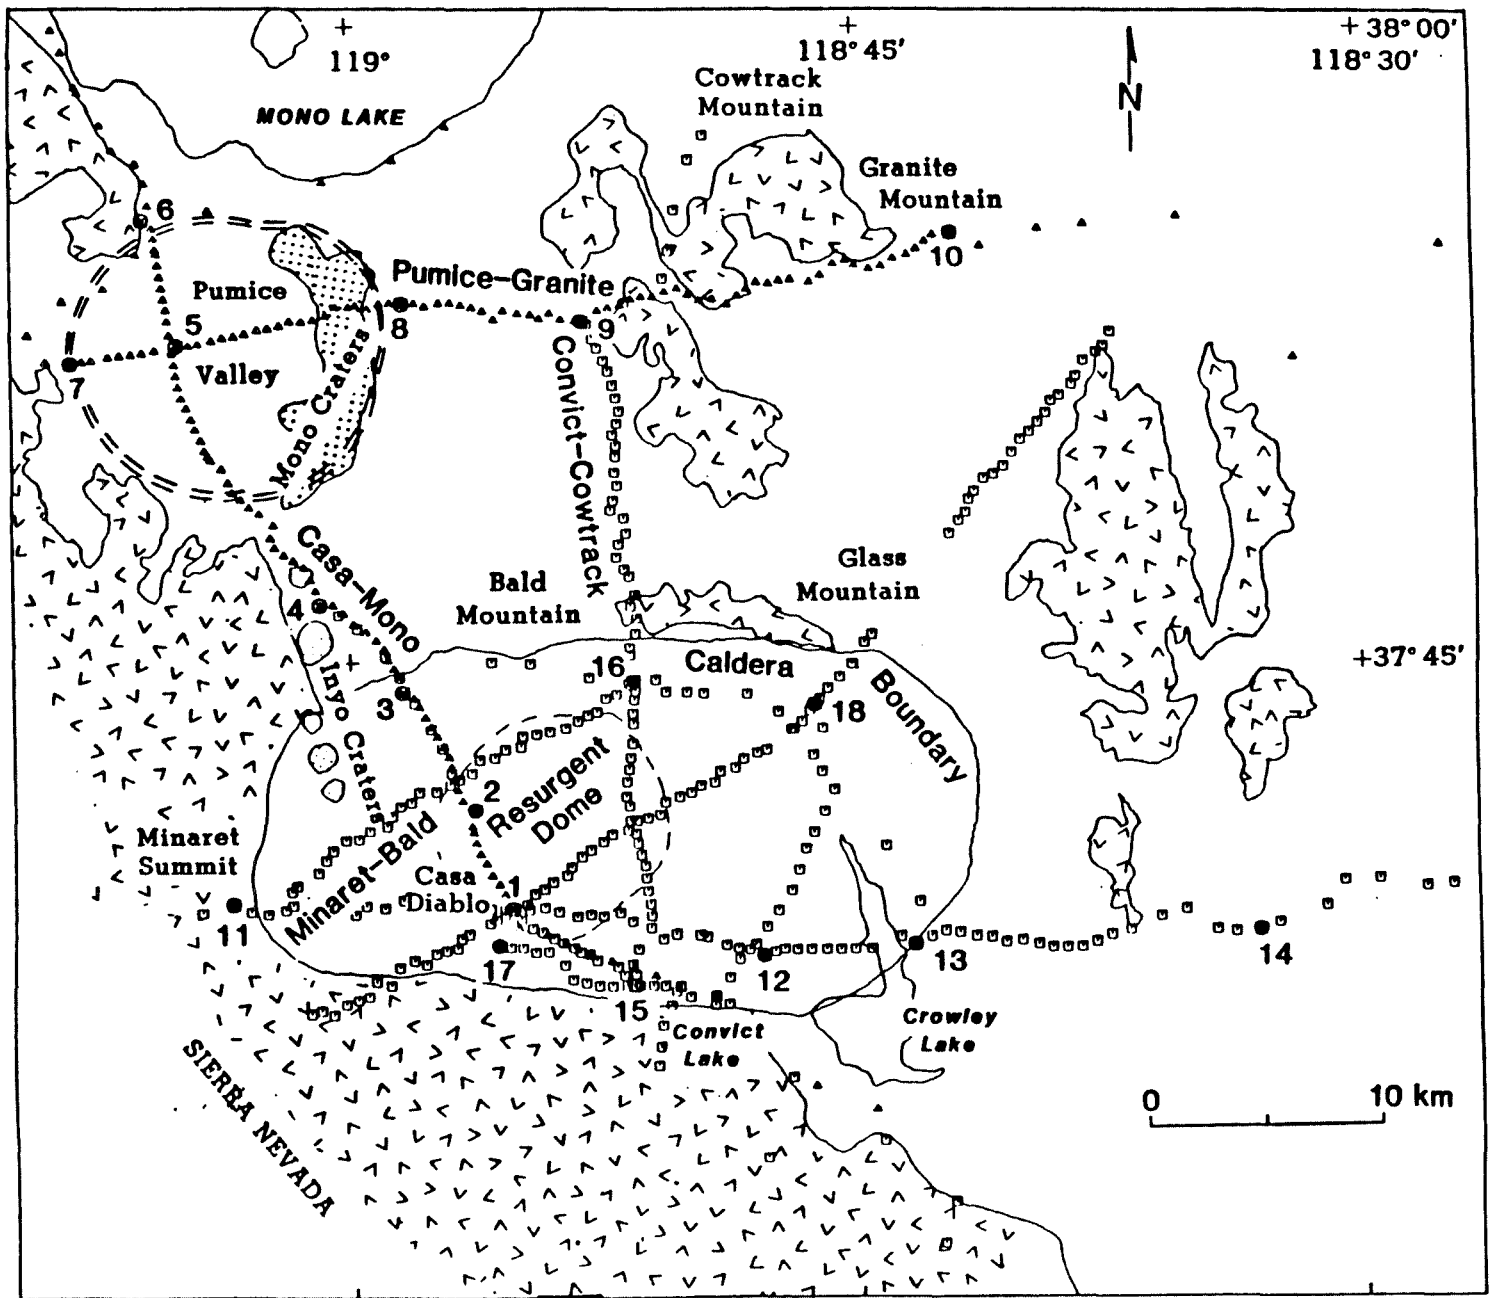 + + + 38°00'
119° 118°45' 118°30'
Cowtrack
Mountain
N
MONO LAKE
Granite
Mountain
6
10
Pumice-Granite
Pumice
5
8
9
7
Valley
Mono Craters
Convict-Cowtrack
Casa-Mono
Bald
Mountain
Glass
Mountain
4
+
+37°45'
16
Caldera
Boundary
3
Inyo Craters
18
2
Resurgent
Dome
Minaret
Summit
Minaret-Bald
Casa
Diablo
1
11
17
12
13
14
15
Convict
Lake
Crowley
Lake
SIERRA NEVADA
0 10 km